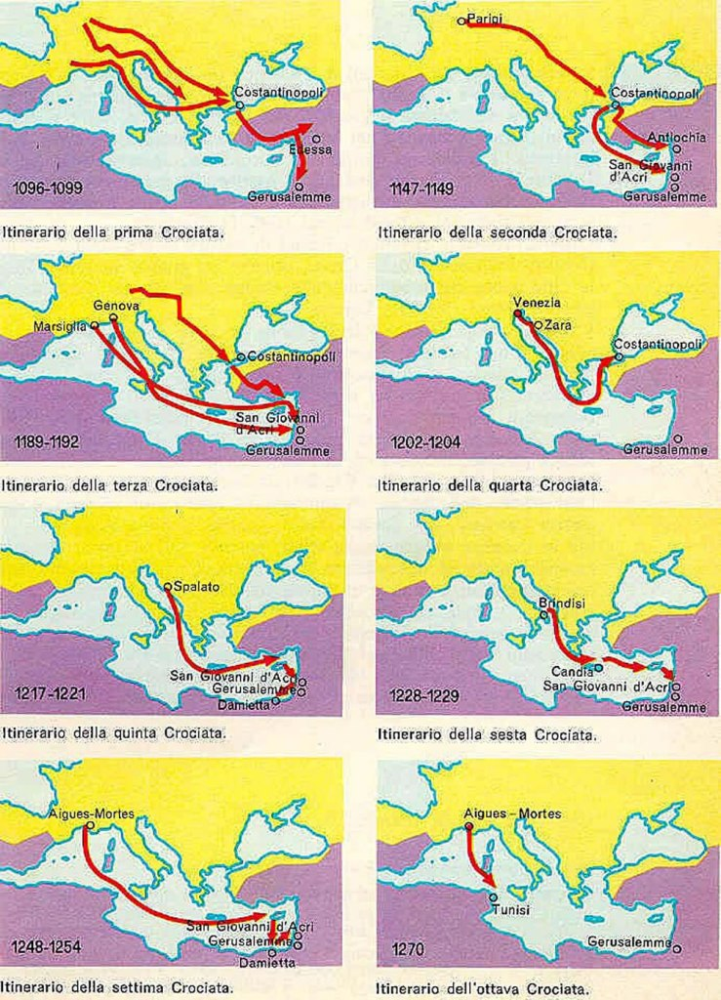 Costantinopoli
Edessa
1096-1099
Gerusalemme
Itinerario della prima Crociata.
Parigi
Costantinopoli
Antiochia
San Giovanni
d'Acri
1147-1149
Gerusalemme
Itinerario della seconda Crociata.
Genova
Marsiglia
Costantinopoli
San Giovanni
d'Acri
1189-1192
Gerusalemme
Itinerario della terza Crociata.
Venezia
Zara
Costantinopoli
1202-1204
Gerusalemme
Itinerario della quarta Crociata.
Spalato
San Giovanni d'Acri
Gerusalemme
1217-1221
Damietta
Itinerario della quinta Crociata.
Brindisi
Candia
San Giovanni d'Acri
1228-1229
Gerusalemme
Itinerario della sesta Crociata.
Aigues-Mortes
San Giovanni d'Acri
Gerusalemme
1248-1254
Damietta
Itinerario della settima Crociata.
Aigues-Mortes
Tunisi
1270
Gerusalemme
Itinerario dell'ottava Crociata.